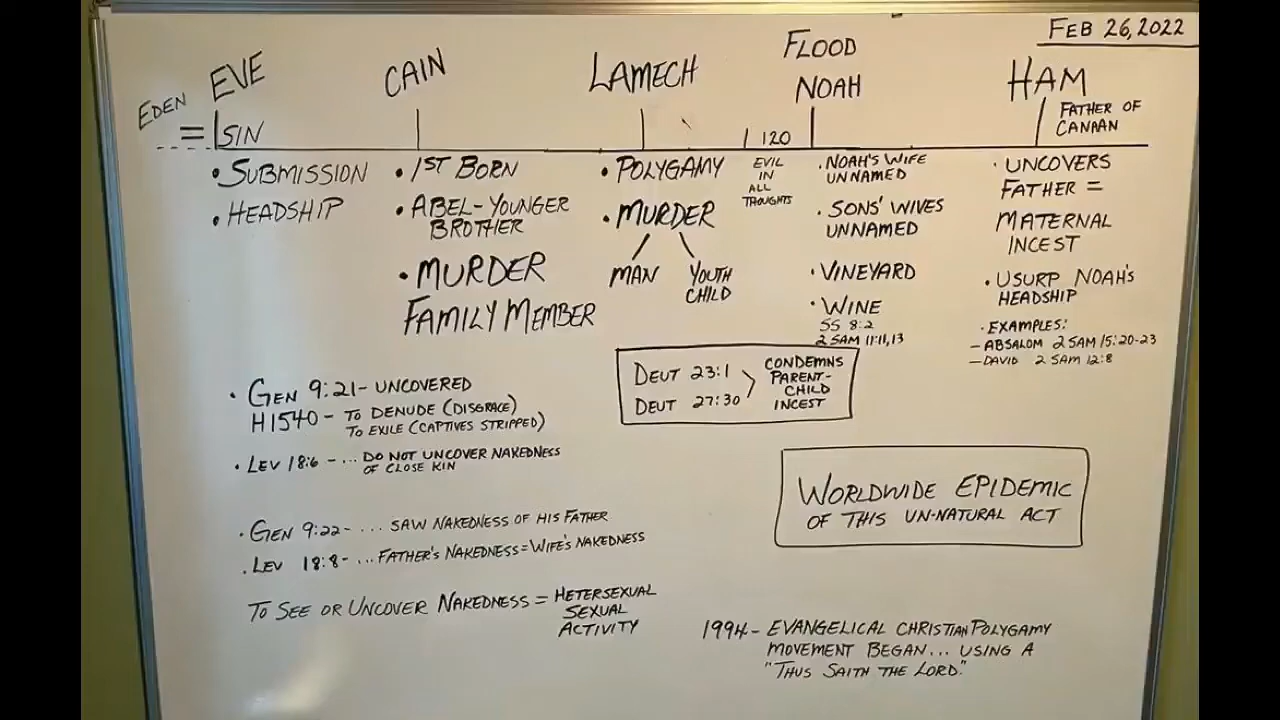 FEB 26, 2022
EDEN
EVE
= SIN
• SUBMISSION
• HEADSHIP
CAIN
• 1ST BORN
• ABEL - YOUNGER
BROTHER
• MURDER
FAMILY MEMBER
LAMECH
• POLYGAMY
• MURDER
MAN
YOUTH
CHILD
120
EVIL
IN
ALL
THOUGHTS
FLOOD
NOAH
• NOAH'S WIFE
UNNAMED
• SONS' WIVES
UNNAMED
• VINEYARD
• WINE
SS 8:2
2 SAM 11:11,13
HAM
FATHER OF
CANAAN
• UNCOVERS
FATHER =
MATERNAL
INCEST
• USURP NOAH'S
HEADSHIP
• EXAMPLES:
- ABSALOM 2 SAM 15:20-23
- DAVID 2 SAM 12:8
DEUT 23:1
DEUT 27:30
CONDEMNS
PARENT-
CHILD
INCEST
• GEN 9:21 - UNCOVERED
H1540 - TO DENUDE (DISGRACE)
TO EXILE (CAPTIVES STRIPPED)
• LEV 18:6 - ... DO NOT UNCOVER NAKEDNESS
OF CLOSE KIN
• GEN 9:22 - ... SAW NAKEDNESS OF HIS FATHER
• LEV 18:8 - ... FATHER'S NAKEDNESS = WIFE'S NAKEDNESS
TO SEE OR UNCOVER NAKEDNESS = HETERSEXUAL
SEXUAL
ACTIVITY
WORLDWIDE EPIDEMIC
OF THIS UN-NATURAL ACT
1994 - EVANGELICAL CHRISTIAN POLYGAMY
MOVEMENT BEGAN... USING A
"THUS SAITH THE LORD."